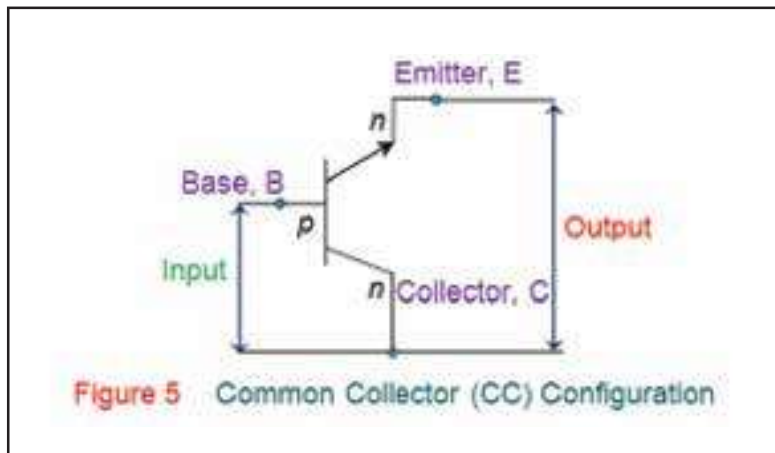 Emitter, E
n
Base, B
p
Output
Input
n
Collector, C
Figure 5 Common Collector (CC) Configuration